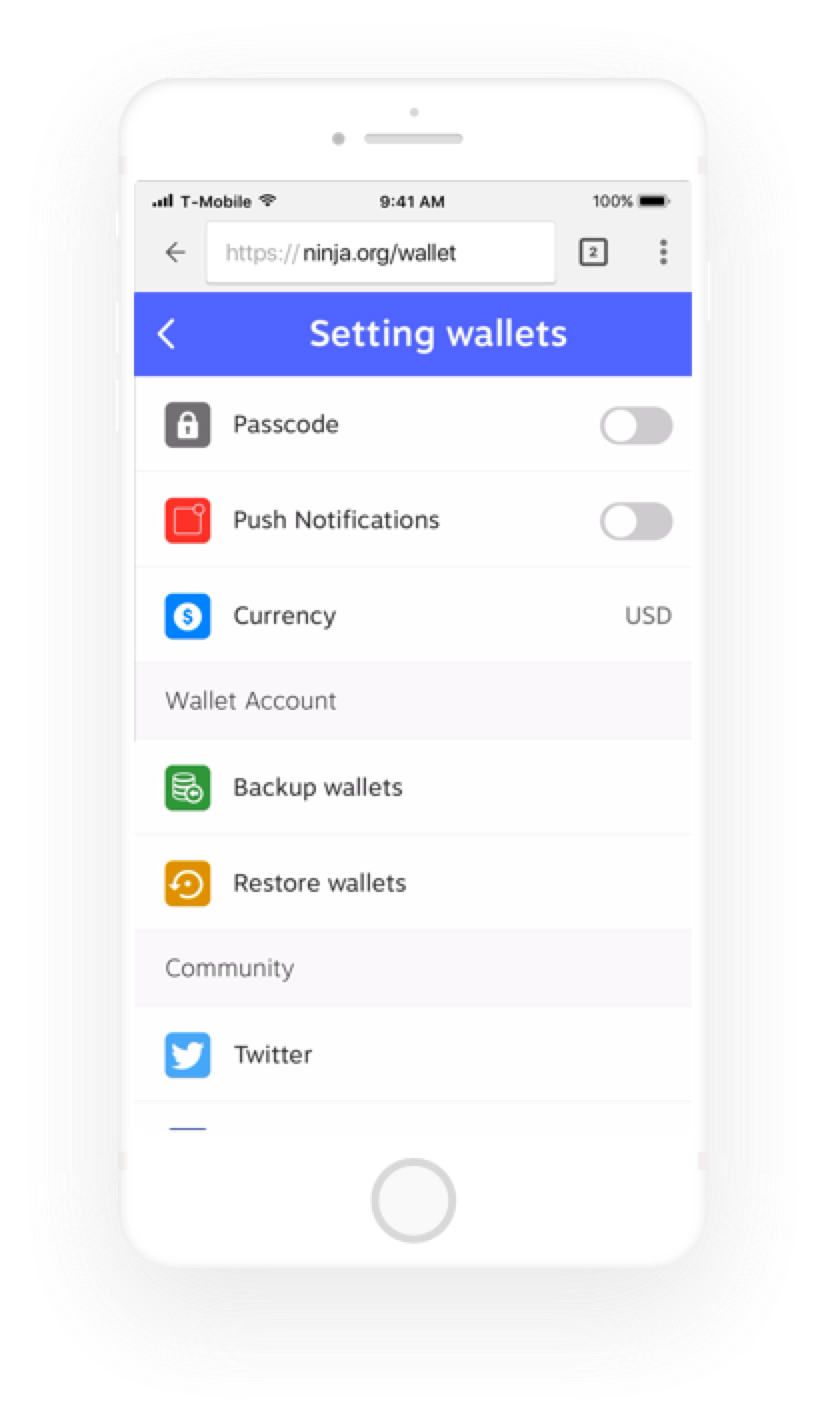 T-Mobile 9:41 AM 100%
https://ninja.org/wallet 2
Setting wallets
Passcode
Push Notifications
$ Currency USD
Wallet Account
Backup wallets
Restore wallets
Community
Twitter